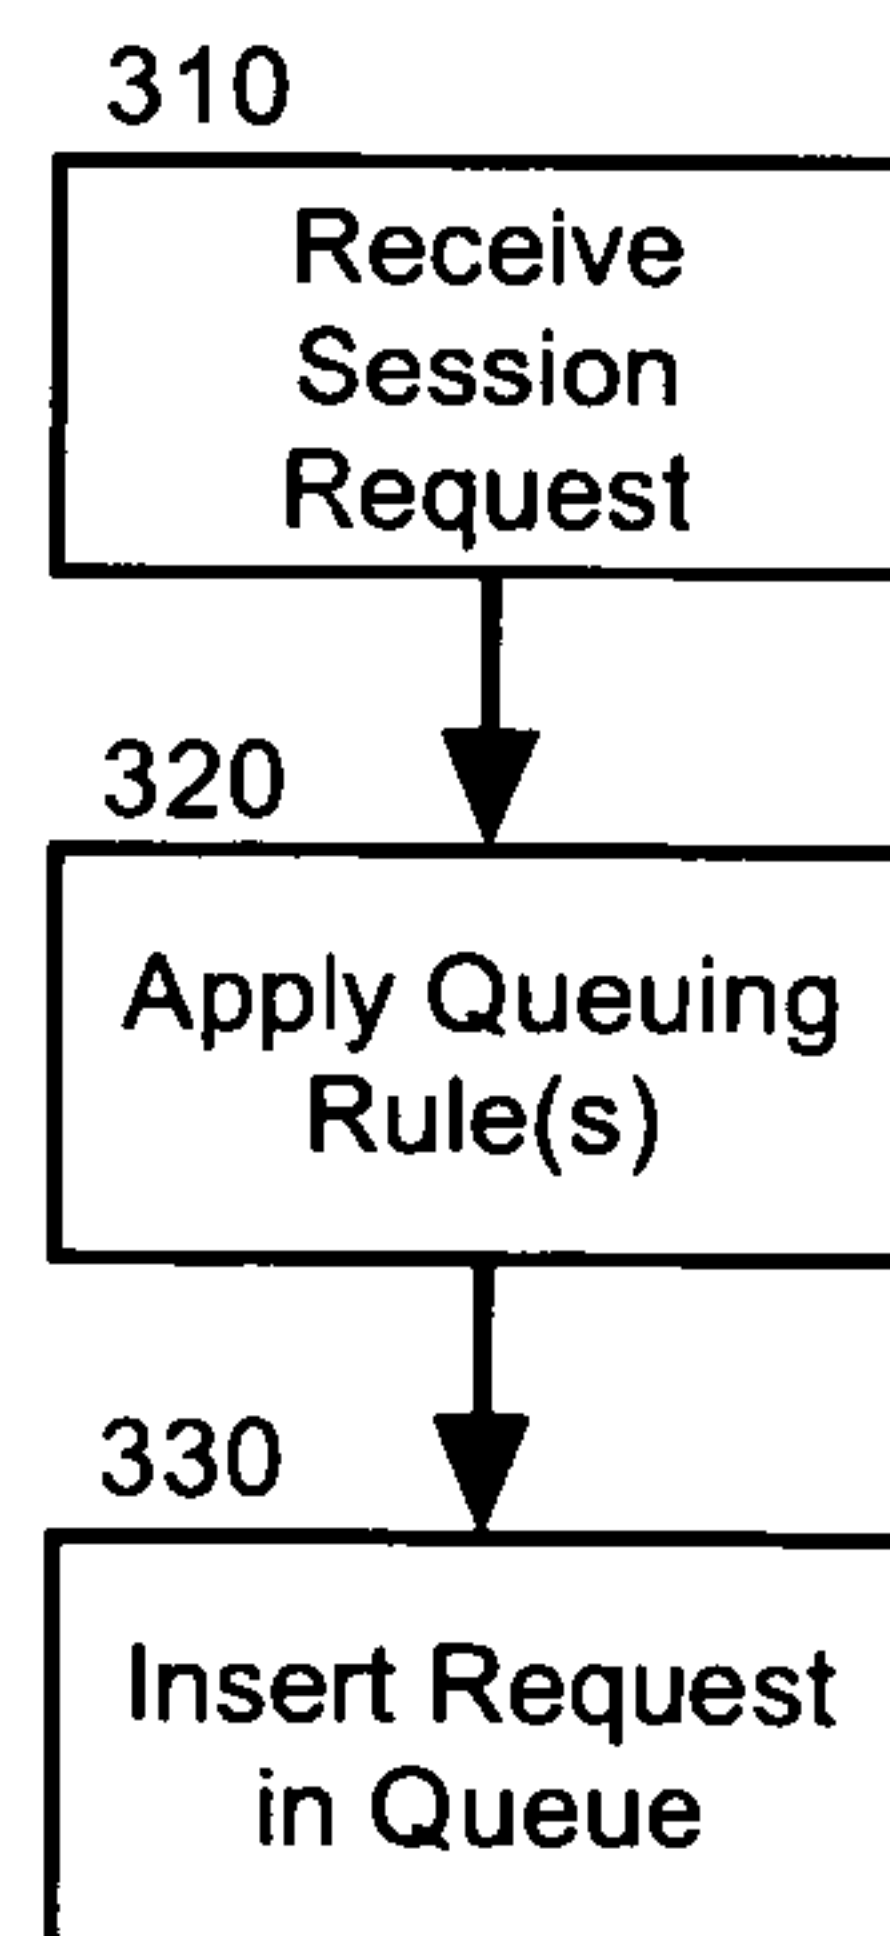 310
Receive
Session
Request
320
Apply Queuing
Rule(s)
330
Insert Request
in Queue